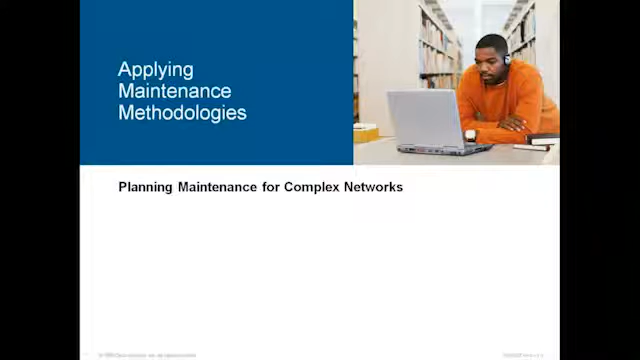 Applying
Maintenance
Methodologies
Planning Maintenance for Complex Networks